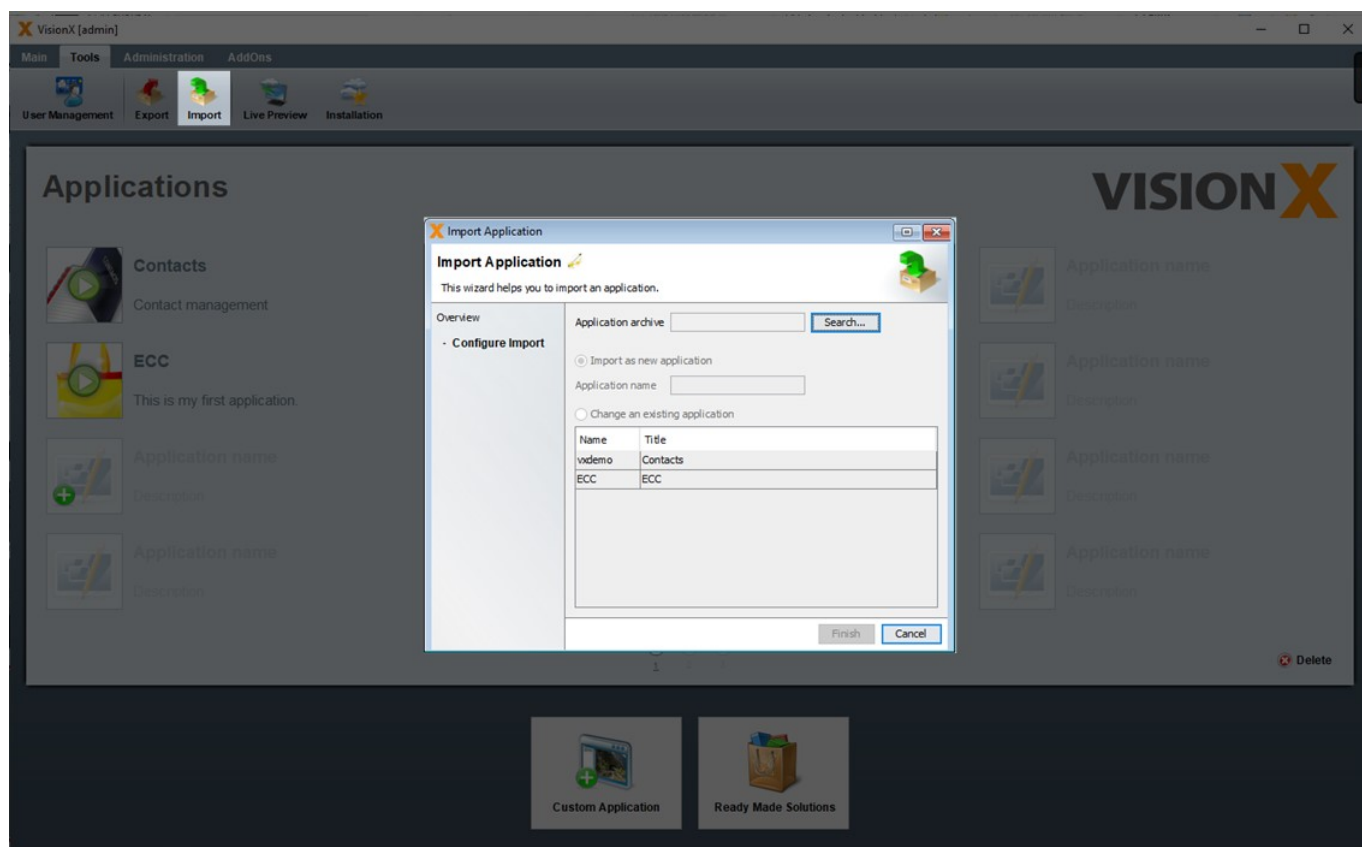 VisionX [admin]
Main Tools Administration AddOns
User Management Export Import Live Preview Installation
Applications
VISIONX
Contacts
Contact management
ECC
This is my first application.
Application name
Description
Application name
Description
Import Application
Import Application
This wizard helps you to import an application.
Overview
- Configure Import
Application archive Search...
Import as new application
Application name
Change an existing application
Name Title
vxdemo Contacts
ECC ECC
Finish Cancel
Application name
Description
Application name
Description
Application name
Description
Application name
Description
1
Delete
Custom Application
Ready Made Solutions